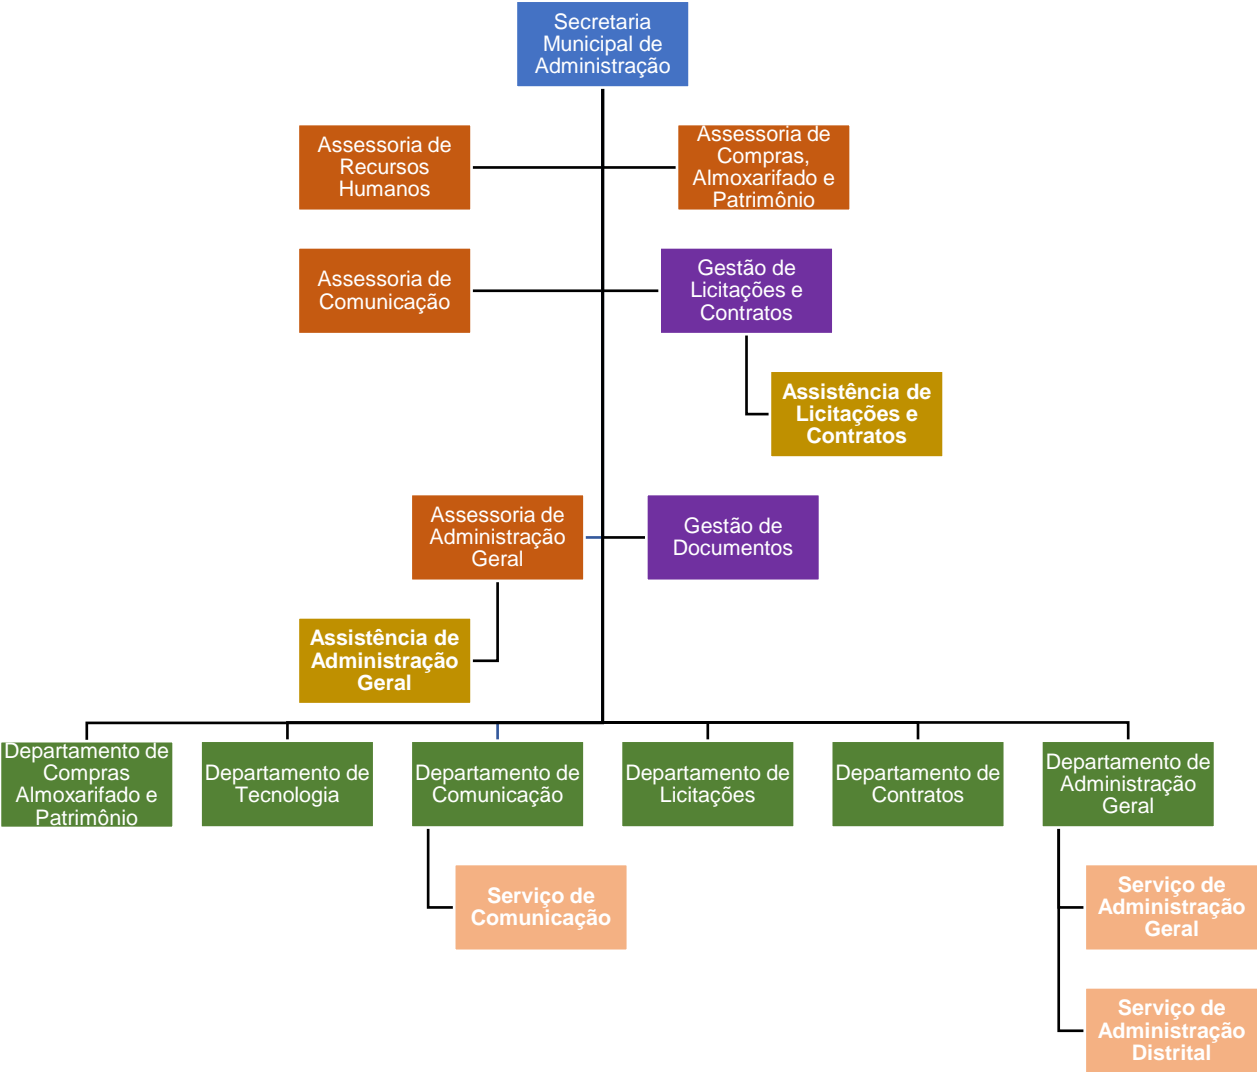 Secretaria
Municipal de
Administração
Assessoria de
Recursos
Humanos
Assessoria de
Compras,
Almoxarifado e
Patrimônio
Assessoria de
Comunicação
Gestão de
Licitações e
Contratos
Assistência de
Licitações e
Contratos
Assessoria de
Administração
Geral
Gestão de
Documentos
Assistência de
Administração
Geral
Departamento de
Compras
Almoxarifado e
Patrimônio
Departamento de
Tecnologia
Departamento de
Comunicação
Departamento de
Licitações
Departamento de
Contratos
Departamento de
Administração
Geral
Serviço de
Comunicação
Serviço de
Administração
Geral
Serviço de
Administração
Distrital